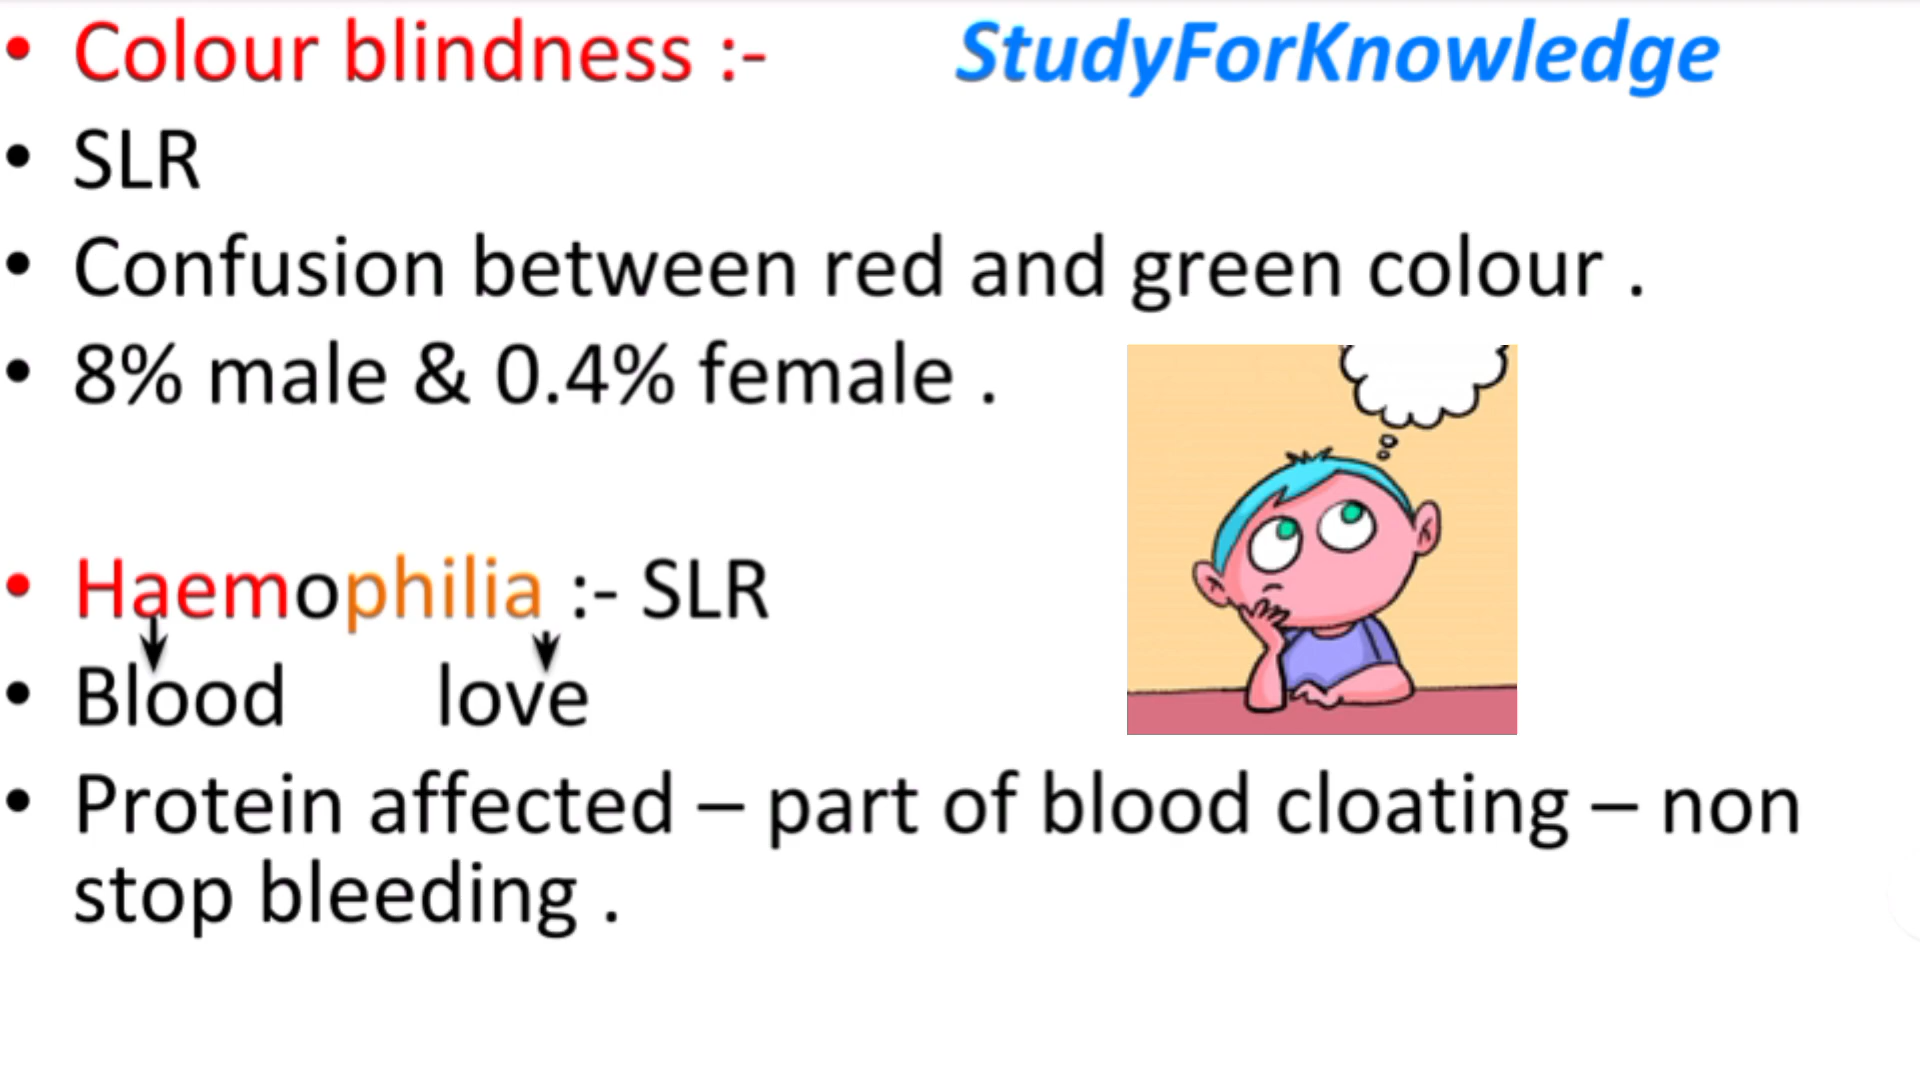 • Colour blindness :- StudyForKnowledge
• SLR
• Confusion between red and green colour .
• 8% male & 0.4% female .
• Haemophilia :- SLR
• Blood love
• Protein affected – part of blood cloating – non
stop bleeding .